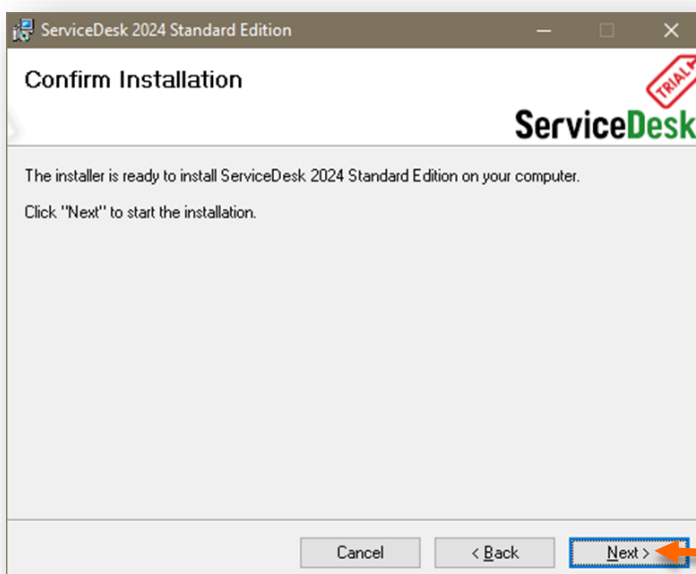 ServiceDesk 2024 Standard Edition
Confirm Installation
TRIAL
ServiceDesk
The installer is ready to install ServiceDesk 2024 Standard Edition on your computer.
Click "Next" to start the installation.
Cancel
< Back
Next >